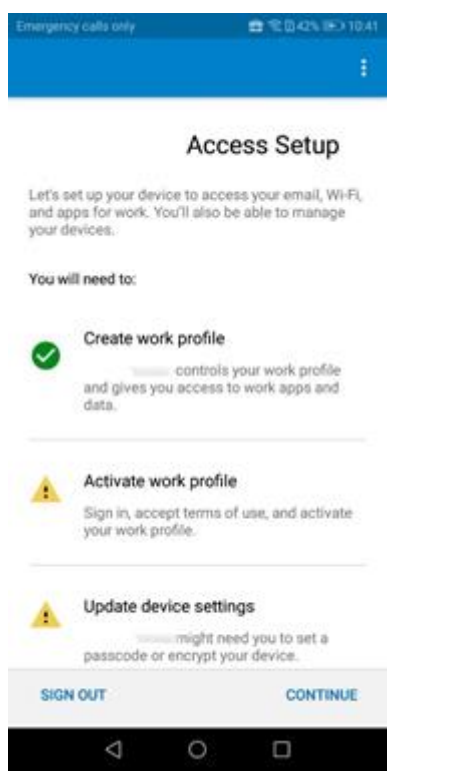 Emergency calls only 42% 10:41
Access Setup
Let's set up your device to access your email, Wi-Fi,
and apps for work. You'll also be able to manage
your devices.
You will need to:
Create work profile
controls your work profile
and gives you access to work apps and
data.
Activate work profile
Sign in, accept terms of use, and activate
your work profile.
Update device settings
might need you to set a
passcode or encrypt your device.
SIGN OUT CONTINUE